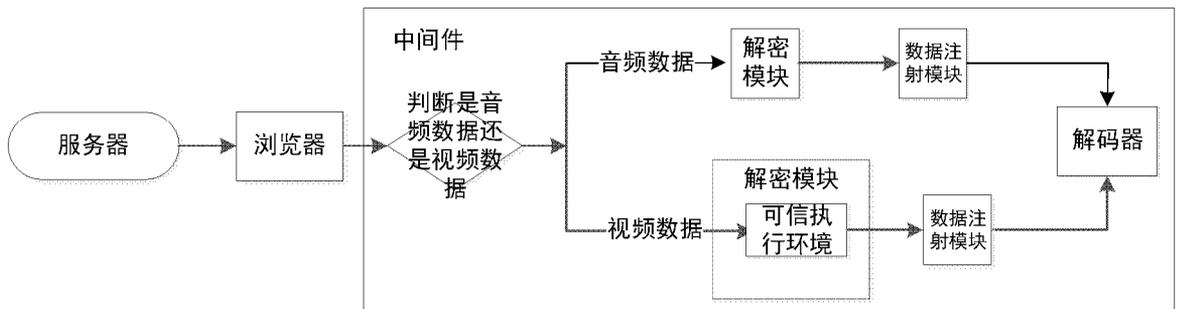 中间件
服务器
浏览器
判断是音
频数据还
是视频数
据
音频数据
解密
模块
数据注
射模块
解码器
视频数据
解密模块
可信执
行环境
数据注
射模块